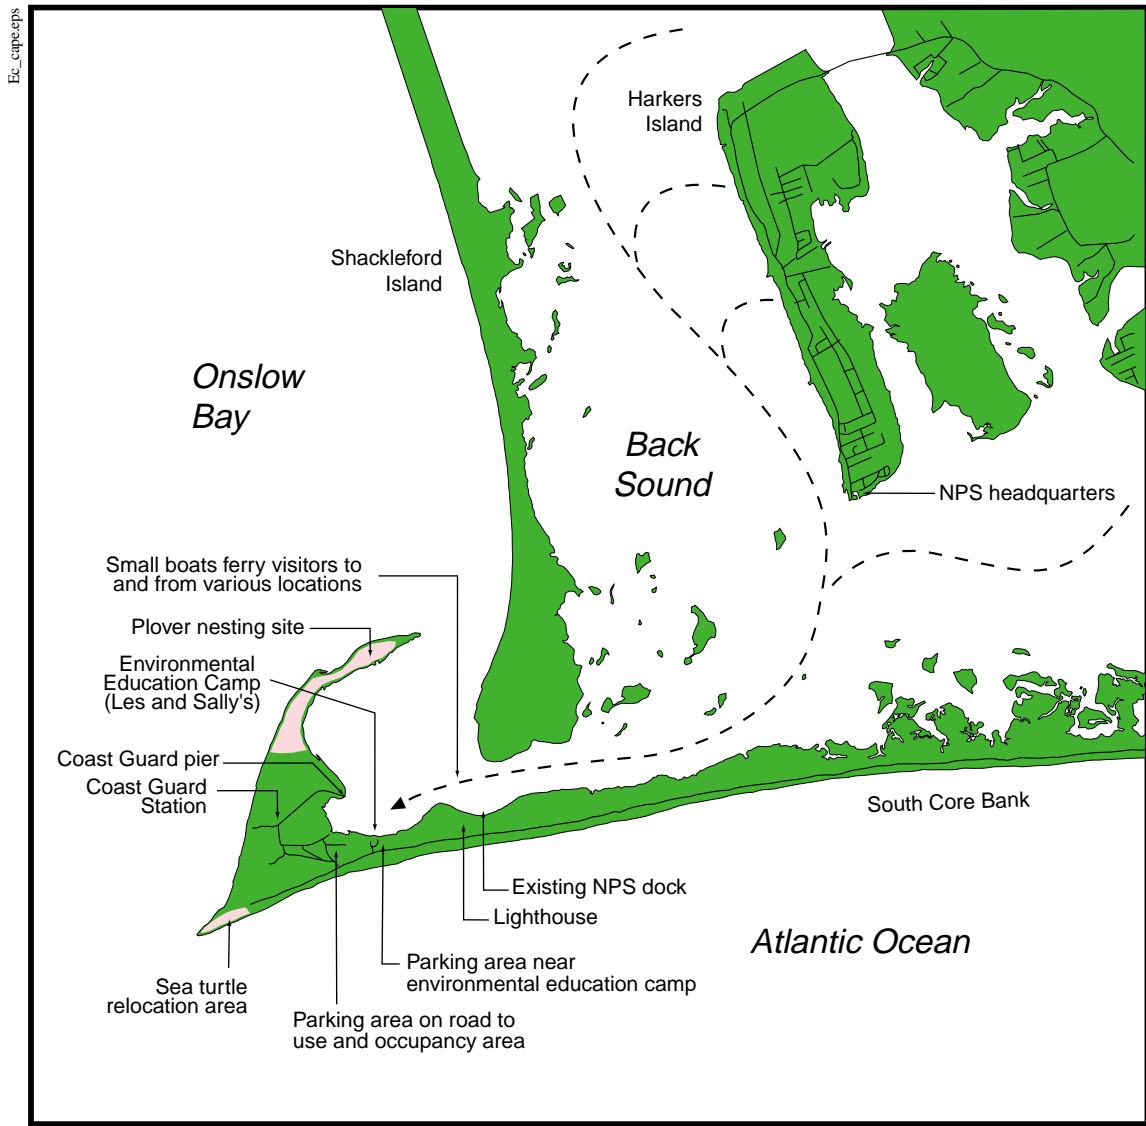 Ec_cape.eps
Harkers
Island
Shackleford
Island
Onslow
Bay
Back
Sound
NPS headquarters
Small boats ferry visitors to
and from various locations
Plover nesting site
Environmental
Education Camp
(Les and Sally's)
Coast Guard pier
Coast Guard
Station
South Core Bank
Existing NPS dock
Lighthouse
Atlantic Ocean
Parking area near
environmental education camp
Sea turtle
relocation area
Parking area on road to
use and occupancy area